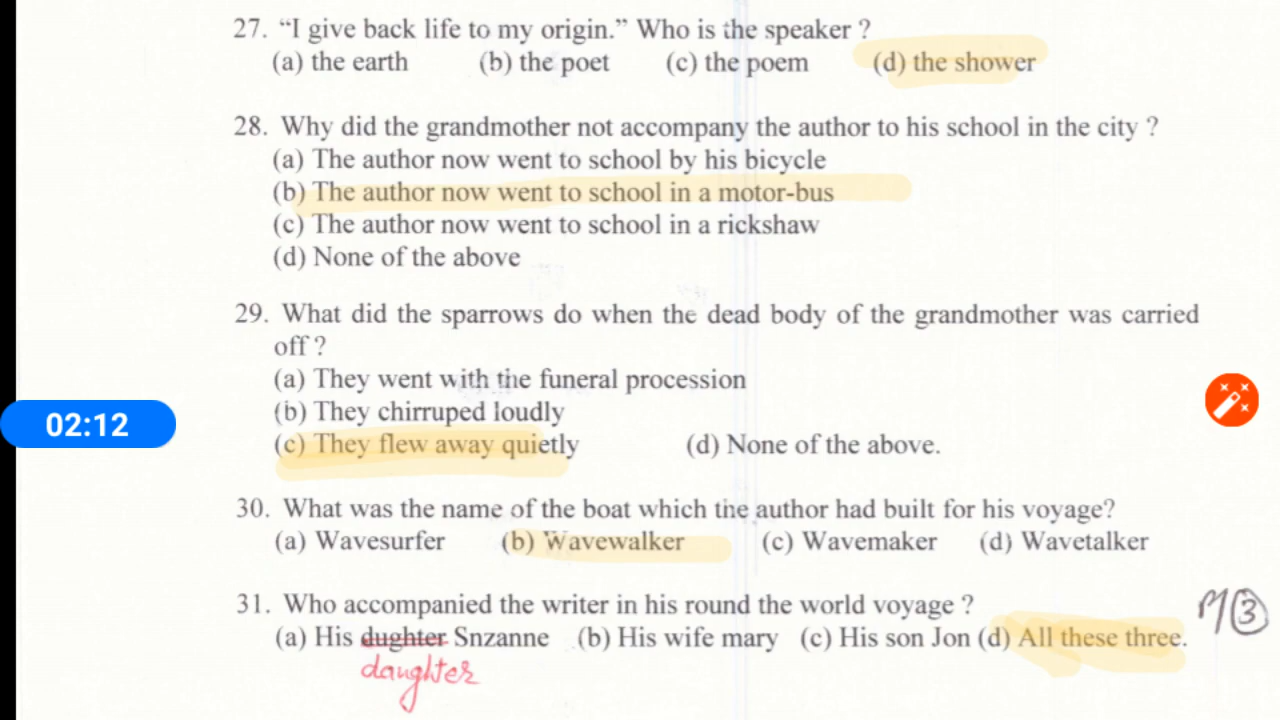 27. “I give back life to my origin.” Who is the speaker ?
(a) the earth (b) the poet (c) the poem (d) the shower
28. Why did the grandmother not accompany the author to his school in the city ?
(a) The author now went to school by his bicycle
(b) The author now went to school in a motor-bus
(c) The author now went to school in a rickshaw
(d) None of the above
29. What did the sparrows do when the dead body of the grandmother was carried
off ?
(a) They went with the funeral procession
(b) They chirruped loudly
02:12
(c) They flew away quietly (d) None of the above.
30. What was the name of the boat which the author had built for his voyage?
(a) Wavesurfer (b) Wavewalker (c) Wavemaker (d) Wavetalker
31. Who accompanied the writer in his round the world voyage ?
(a) His dughter Snzanne (b) His wife mary (c) His son Jon (d) All these three.
daughter